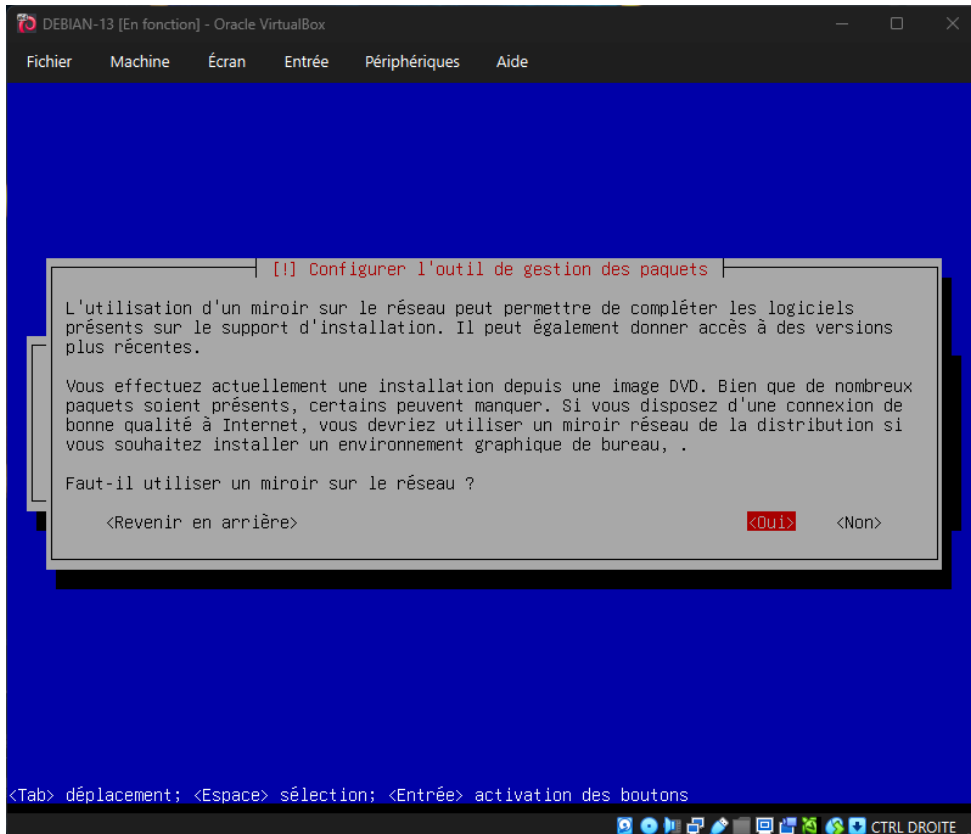 DEBIAN-13 [En fonction] - Oracle VirtualBox
Fichier Machine Écran Entrée Périphériques Aide
[!] Configurer l'outil de gestion des paquets
L'utilisation d'un miroir sur le réseau peut permettre de compléter les logiciels
présents sur le support d'installation. Il peut également donner accès à des versions
plus récentes.
Vous effectuez actuellement une installation depuis une image DVD. Bien que de nombreux
paquets soient présents, certains peuvent manquer. Si vous disposez d'une connexion de
bonne qualité à Internet, vous devriez utiliser un miroir réseau de la distribution si
vous souhaitez installer un environnement graphique de bureau, .
Faut-il utiliser un miroir sur le réseau ?
<Revenir en arrière> <Oui> <Non>
<Tab> déplacement; <Espace> sélection; <Entrée> activation des boutons
CTRL DROITE